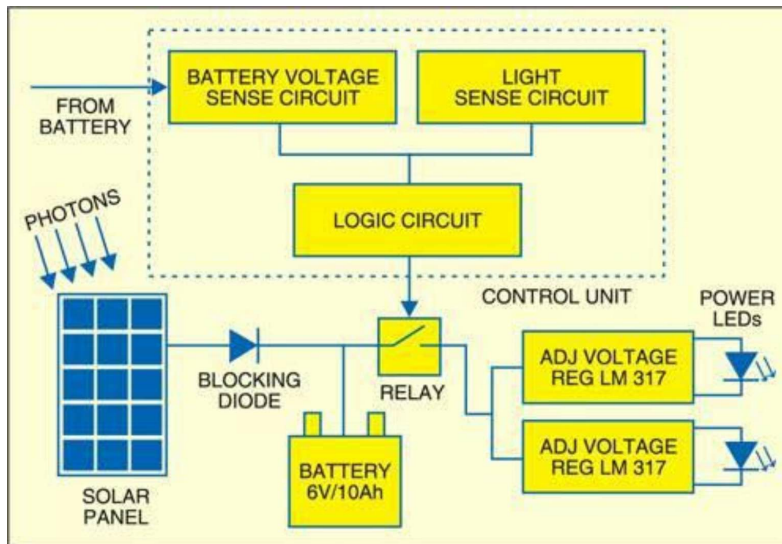 BATTERY VOLTAGE
SENSE CIRCUIT
LIGHT
SENSE CIRCUIT
FROM
BATTERY
LOGIC CIRCUIT
PHOTONS
CONTROL UNIT
POWER
LEDs
BLOCKING
DIODE
RELAY
ADJ VOLTAGE
REG LM 317
ADJ VOLTAGE
REG LM 317
BATTERY
6V/10Ah
SOLAR
PANEL